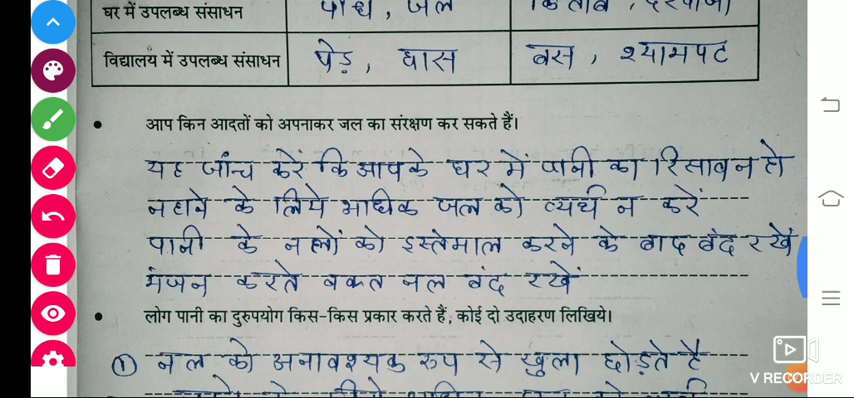 घर में उपलब्ध संसाधन पौधे, जल किताब, दरवाजा
विद्यालय में उपलब्ध संसाधन पेड़, घास बस, श्यामपट
आप किन आदतों को अपनाकर जल का संरक्षण कर सकते हैं।
यह जांच करें कि आपके घर में पानी का रिसाव न हो
नहाने के लिये अधिक जल को व्यर्थ न करें
पानी के नलों को इस्तेमाल करने के बाद बंद रखें
मंजन करते वक्त नल बंद रखें
लोग पानी का दुरुपयोग किस-किस प्रकार करते हैं, कोई दो उदाहरण लिखिये।
① नल को अनावश्यक रूप से खुला छोड़ते है
V RECORDER